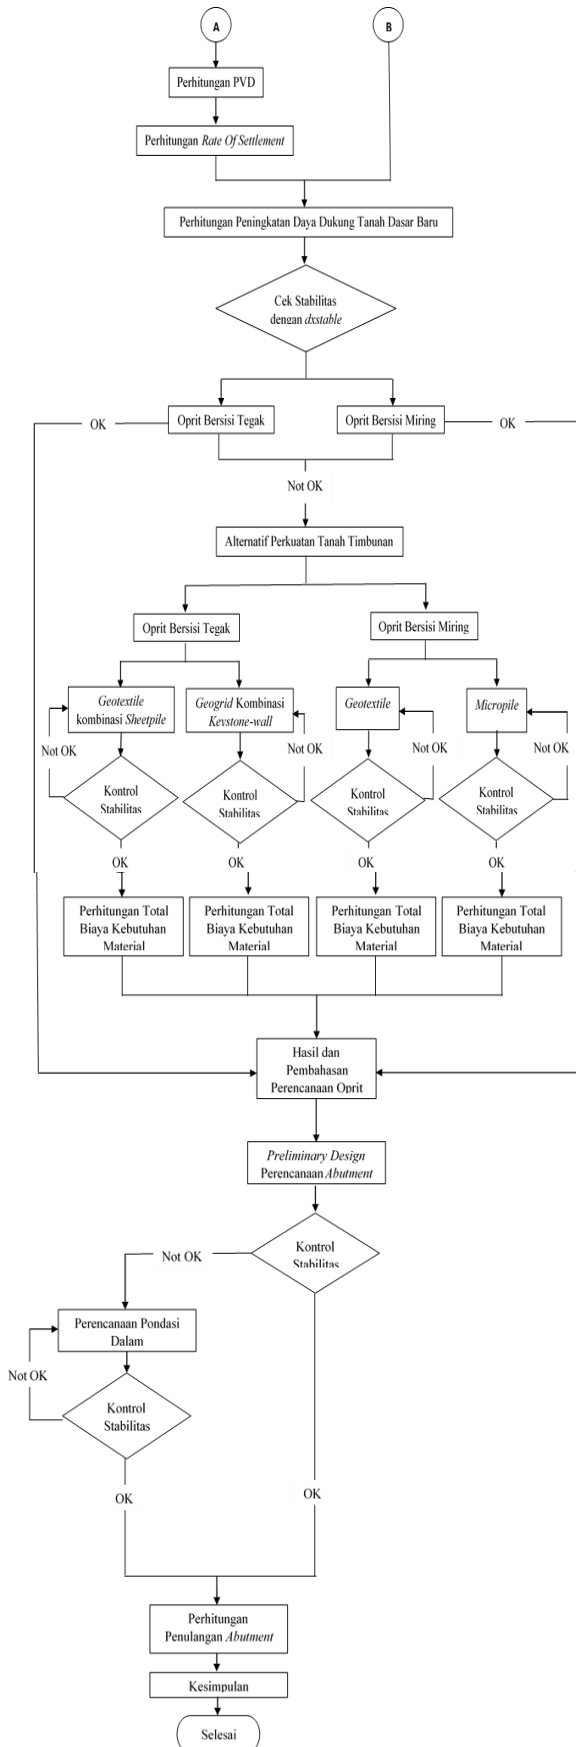 A
B
Perhitungan PVD
Perhitungan Rate Of Settlement
Perhitungan Peningkatan Daya Dukung Tanah Dasar Baru
Cek Stabilitas
dengan dxstable
OK
Oprit Bersisi Tegak
Oprit Bersisi Miring
OK
Not OK
Alternatif Perkuatan Tanah Timbunan
Oprit Bersisi Tegak
Oprit Bersisi Miring
Geotextile
kombinasi Sheetpile
Geogrid Kombinasi
Keystone-wall
Geotextile
Micropile
Not OK
Not OK
Not OK
Not OK
Kontrol
Stabilitas
Kontrol
Stabilitas
Kontrol
Stabilitas
Kontrol
Stabilitas
OK
OK
OK
OK
Perhitungan Total
Biaya Kebutuhan
Material
Perhitungan Total
Biaya Kebutuhan
Material
Perhitungan Total
Biaya Kebutuhan
Material
Perhitungan Total
Biaya Kebutuhan
Material
Hasil dan
Pembahasan
Perencanaan Oprit
Preliminary Design
Perencanaan Abutment
Kontrol
Stabilitas
Not OK
Perencanaan Pondasi
Dalam
Not OK
Kontrol
Stabilitas
OK
OK
Perhitungan
Penulangan Abutment
Kesimpulan
Selesai